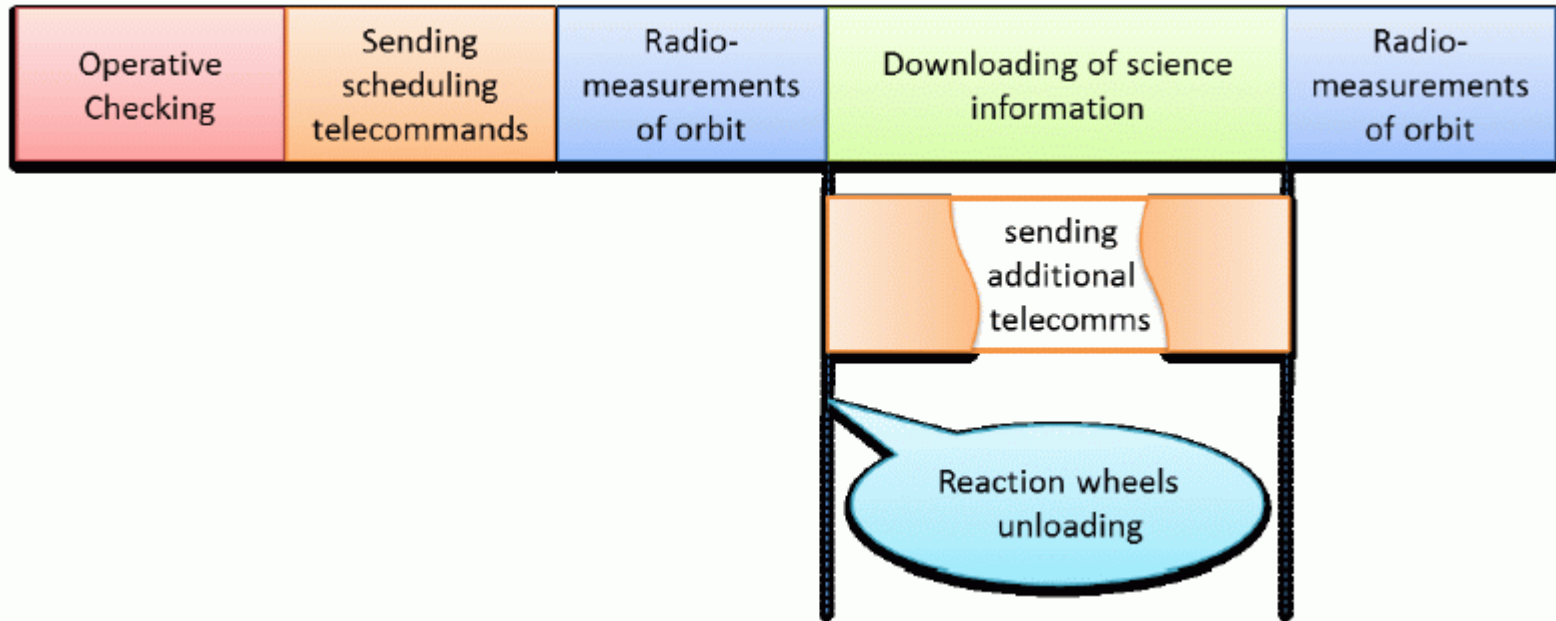 Operative
Checking
Sending
scheduling
telecommands
Radio-
measurements
of orbit
Downloading of science
information
Radio-
measurements
of orbit
sending
additional
telecomms
Reaction wheels
unloading